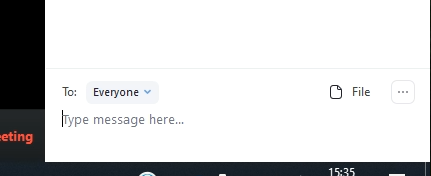 To: Everyone File ...
Type message here...
eeting
15:35